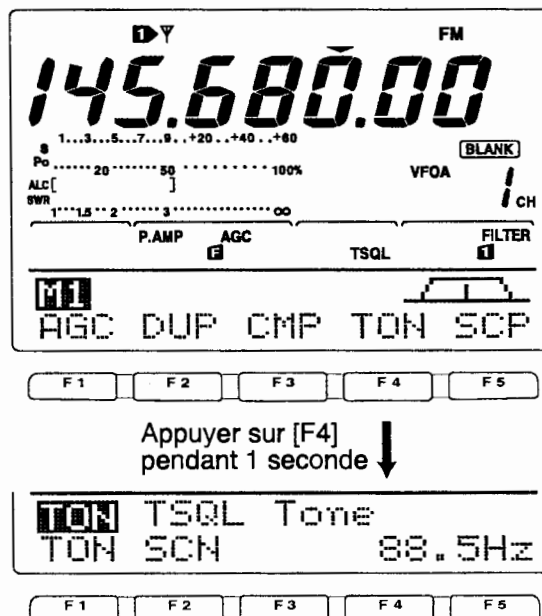 1 FM
145.680.00
S 1...3...5...7...9..+20..+40..+60
BLANK
Po ......20......50.........100%
VFOA 1 CH
ALC [ ]
SWR 1...1.5..2......3...............∞
P.AMP AGC FILTER
F TSQL 1
M1
AGC DUP CMP TON SCP
F1 F2 F3 F4 F5
Appuyer sur [F4]
pendant 1 seconde
TON TSQL Tone
TON SCN 88.5Hz
F1 F2 F3 F4 F5